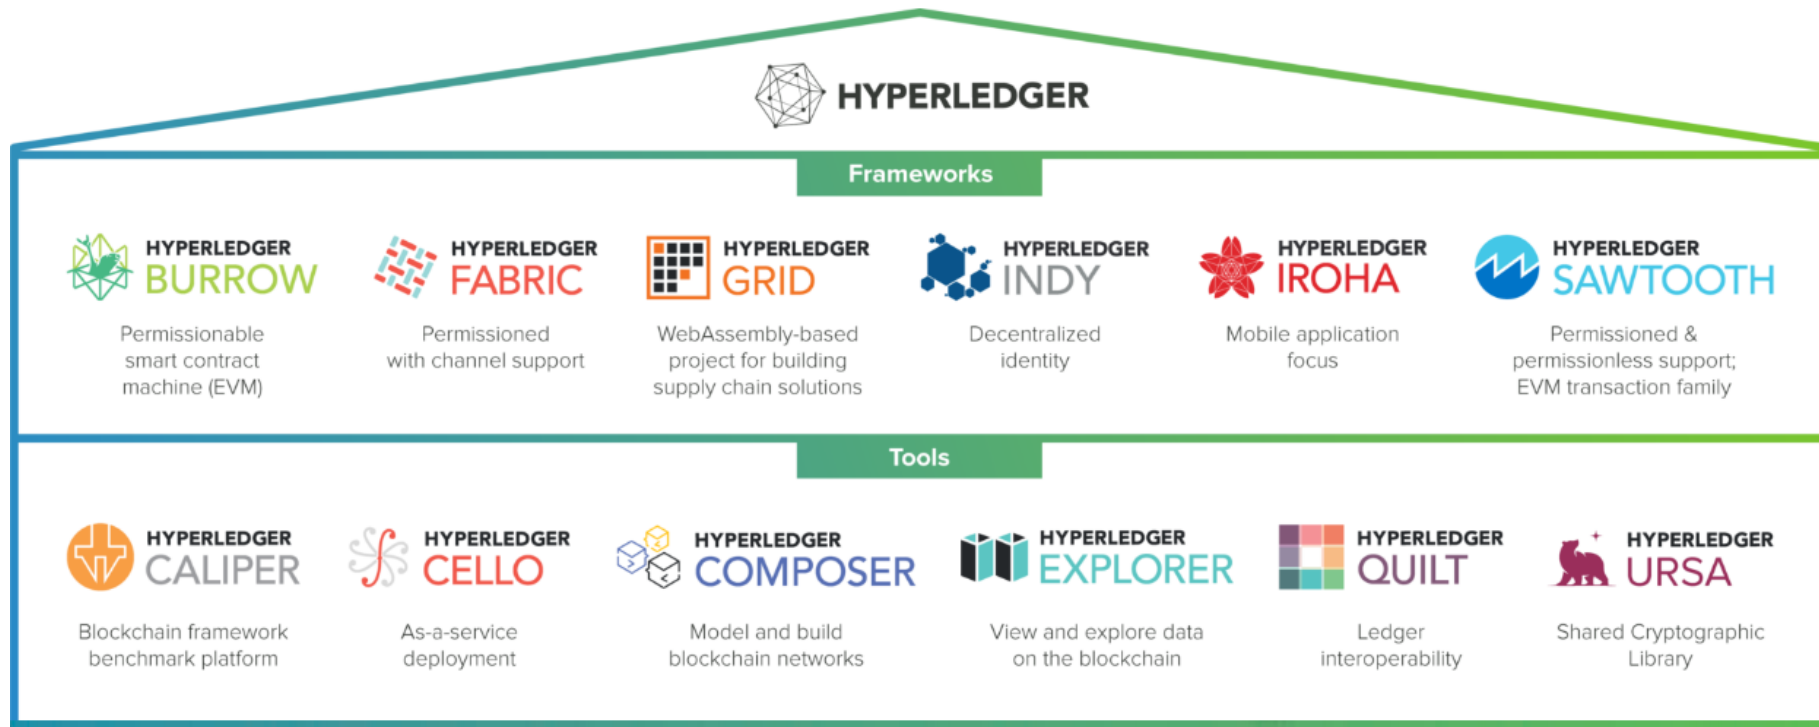 HYPERLEDGER
Frameworks
HYPERLEDGER
BURROW
Permissionable
smart contract
machine (EVM)
HYPERLEDGER
FABRIC
Permissioned
with channel support
HYPERLEDGER
GRID
WebAssembly-based
project for building
supply chain solutions
HYPERLEDGER
INDY
Decentralized
identity
HYPERLEDGER
IROHA
Mobile application
focus
HYPERLEDGER
SAWTOOTH
Permissioned &
permissionless support;
EVM transaction family
Tools
HYPERLEDGER
CALIPER
Blockchain framework
benchmark platform
HYPERLEDGER
CELLO
As-a-service
deployment
HYPERLEDGER
COMPOSER
Model and build
blockchain networks
HYPERLEDGER
EXPLORER
View and explore data
on the blockchain
HYPERLEDGER
QUILT
Ledger
interoperability
HYPERLEDGER
URSA
Shared Cryptographic
Library